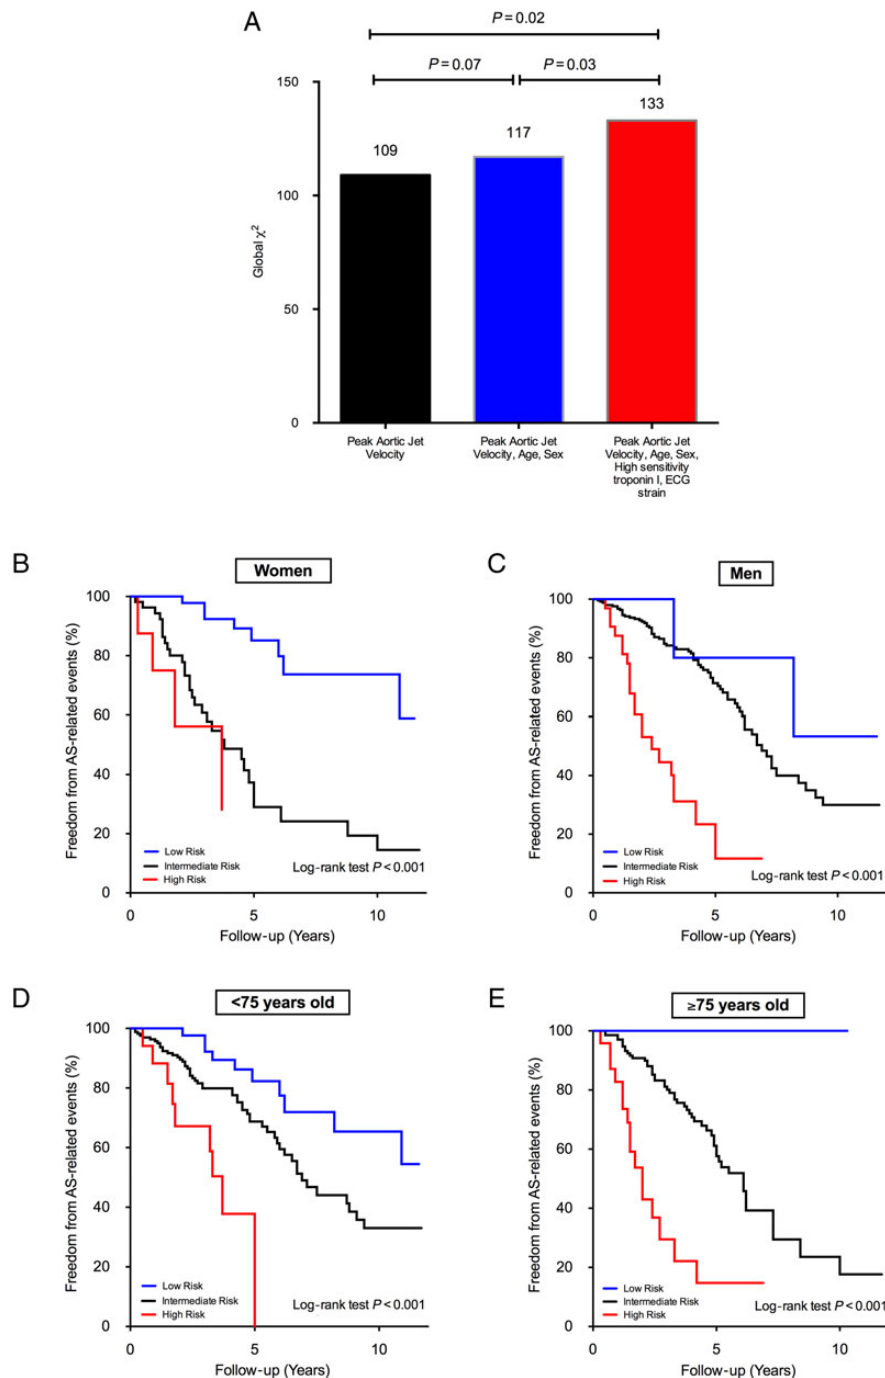 A
P = 0.02
P = 0.07
P = 0.03
150
100
50
0
Global χ²
109
117
133
Peak Aortic Jet
Velocity
Peak Aortic Jet
Velocity, Age, Sex
Peak Aortic Jet
Velocity, Age, Sex,
High sensitivity
troponin I, ECG
strain
B
Women
Freedom from AS-related events (%)
100
80
60
40
20
0
Low Risk
Intermediate Risk
High Risk
Log-rank test P < 0.001
0
5
10
Follow-up (Years)
C
Men
Freedom from AS-related events (%)
100
80
60
40
20
0
Low Risk
Intermediate Risk
High Risk
Log-rank test P < 0.001
0
5
10
Follow-up (Years)
D
<75 years old
Freedom from AS-related events (%)
100
80
60
40
20
0
Low Risk
Intermediate Risk
High Risk
Log-rank test P < 0.001
0
5
10
Follow-up (Years)
E
≥75 years old
Freedom from AS-related events (%)
100
80
60
40
20
0
Low Risk
Intermediate Risk
High Risk
Log-rank test P < 0.001
0
5
10
Follow-up (Years)